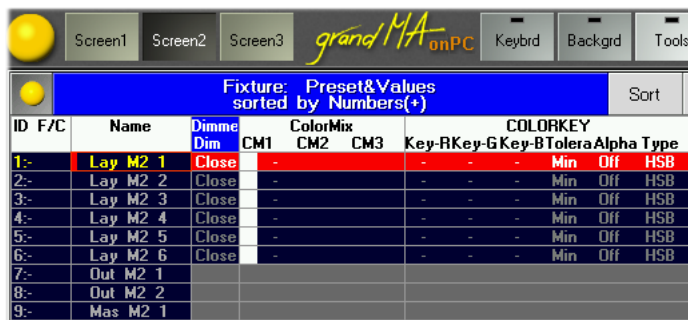 Screen1 Screen2 Screen3 grandMA onPC Keybrd Backgrd Tools
Fixture: Preset&Values
sorted by Numbers(+) Sort
ID F/C Name Dimme ColorMix COLORKEY
Dim CM1 CM2 CM3 Key-R Key-G Key-B Tolera Alpha Type
1:- Lay M2 1 Close - - - - Min Off HSB
2:- Lay M2 2 Close - - - - Min Off HSB
3:- Lay M2 3 Close - - - - Min Off HSB
4:- Lay M2 4 Close - - - - Min Off HSB
5:- Lay M2 5 Close - - - - Min Off HSB
6:- Lay M2 6 Close - - - - Min Off HSB
7:- Out M2 1
8:- Out M2 2
9:- Mas M2 1